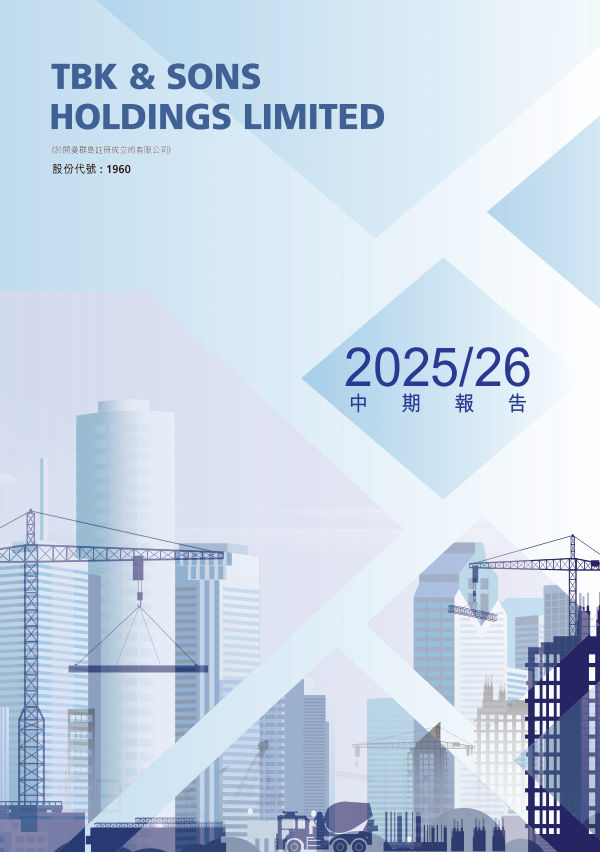 TBK & SONS
HOLDINGS LIMITED
(於開曼群島註冊成立的有限公司)
股份代號：1960
2025/26
中期報告